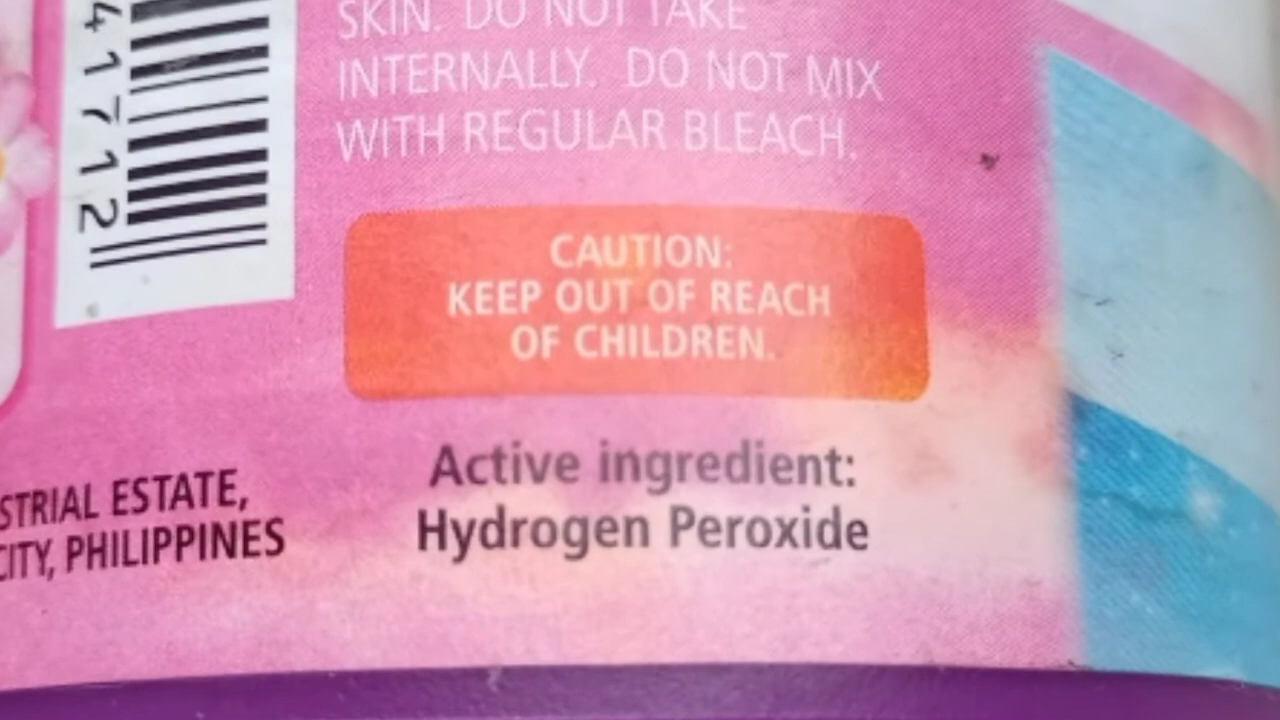 41712
SKIN. DO NOT TAKE
INTERNALLY. DO NOT MIX
WITH REGULAR BLEACH.
CAUTION:
KEEP OUT OF REACH
OF CHILDREN.
STRIAL ESTATE,
CITY, PHILIPPINES
Active ingredient:
Hydrogen Peroxide